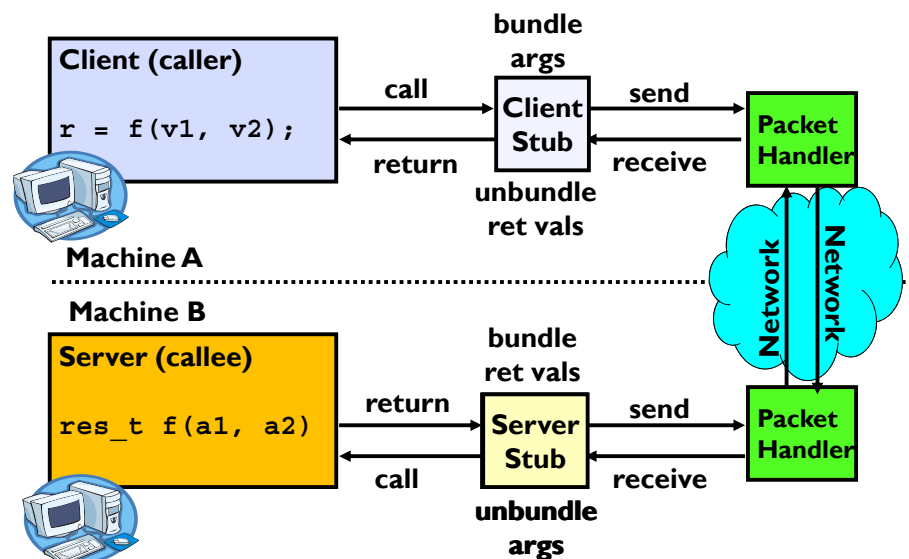 bundle
args
Client (caller)
r = f(v1, v2);
call
return
Client
Stub
unbundle
ret vals
send
receive
Packet
Handler
Network
Network
Machine A
Machine B
Server (callee)
res_t f(a1, a2)
bundle
ret vals
return
call
Server
Stub
unbundle
args
send
receive
Packet
Handler